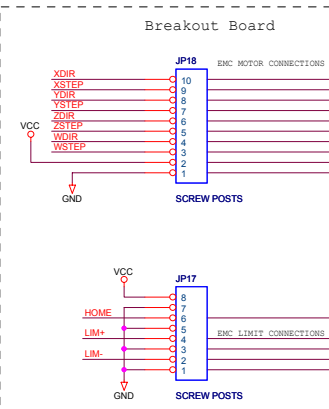 Breakout Board
JP18
EMC MOTOR CONNECTIONS
XDIR
10
XSTEP
9
YDIR
8
YSTEP
7
ZDIR
6
VCC
ZSTEP
5
WDIR
4
WSTEP
3
2
1
GND
SCREW POSTS
VCC
JP17
8
7
HOME
6
5
LIM+
4
EMC LIMIT CONNECTIONS
3
LIM-
2
1
GND
SCREW POSTS